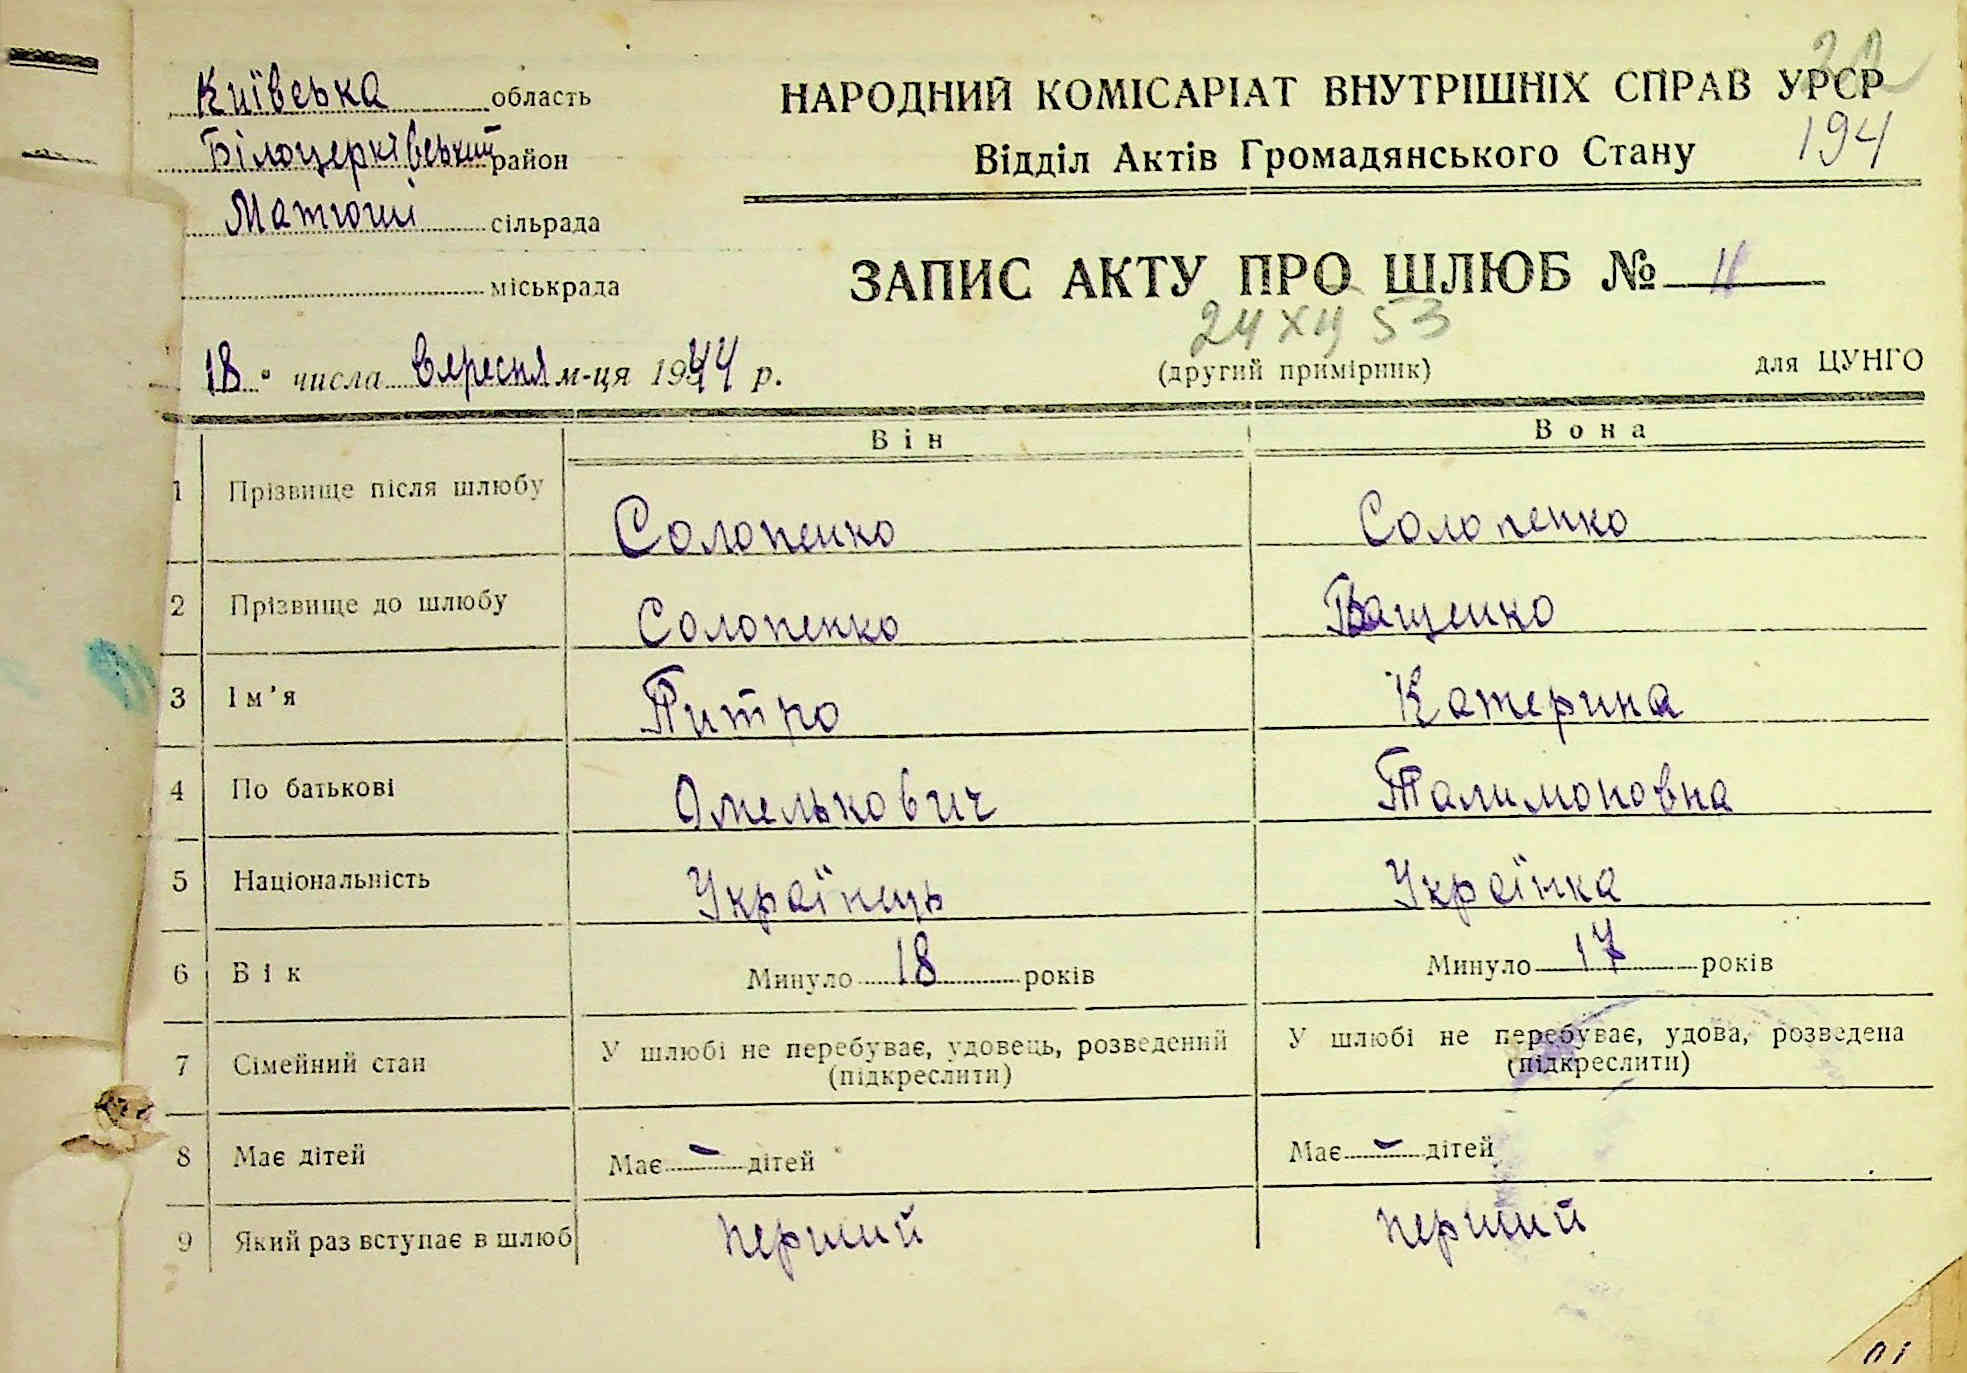 Київська область
Білоцерківський район
Матюші сільрада
міськрада
НАРОДНИЙ КОМІСАРІАТ ВНУТРІШНІХ СПРАВ УРСР
Відділ Актів Громадянського Стану
194
ЗАПИС АКТУ ПРО ШЛЮБ № 11
24 XII 53
18 числа вересня м-ця 1944 р.
(другий примірник)
для ЦУНГО
Він Вона
1 Прізвище після шлюбу Солопенко Солопенко
2 Прізвище до шлюбу Солопенко Ващенко
3 Ім'я Питро Катерина
4 По батькові Омелькович Талимоновна
5 Національність Українець Українка
6 Вік Минуло 18 років Минуло 17 років
7 Сімейний стан У шлюбі не перебуває, удовець, розведений (підкреслити) У шлюбі не перебуває, удова, розведена (підкреслити)
8 Має дітей Має – дітей Має – дітей
9 Який раз вступає в шлюб перший перший